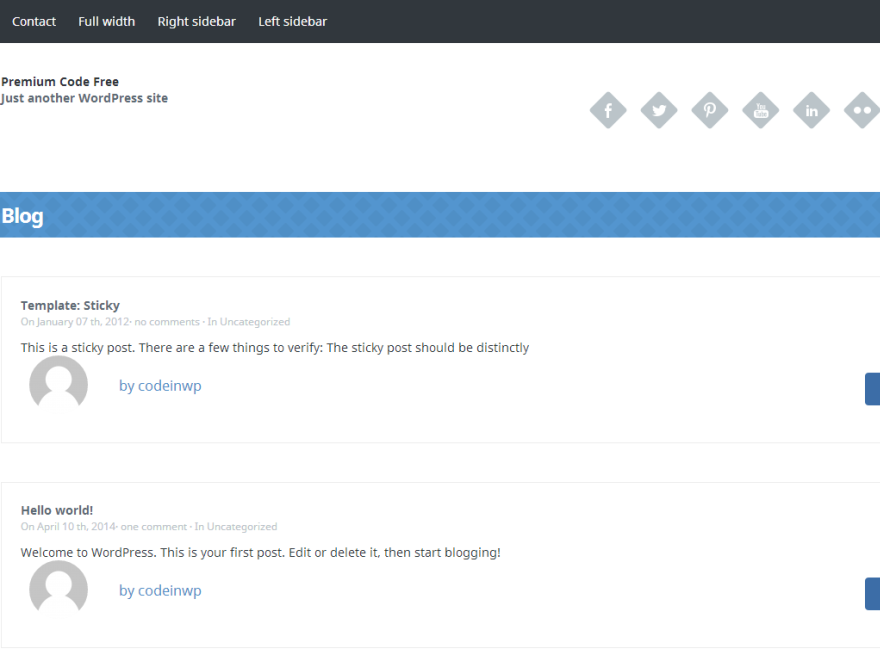 Contact Full width Right sidebar Left sidebar
Premium Code Free
Just another WordPress site
f You Tube in
Blog
Template: Sticky
On January 07 th, 2012· no comments · In Uncategorized
This is a sticky post. There are a few things to verify: The sticky post should be distinctly
by codeinwp
Hello world!
On April 10 th, 2014· one comment · In Uncategorized
Welcome to WordPress. This is your first post. Edit or delete it, then start blogging!
by codeinwp